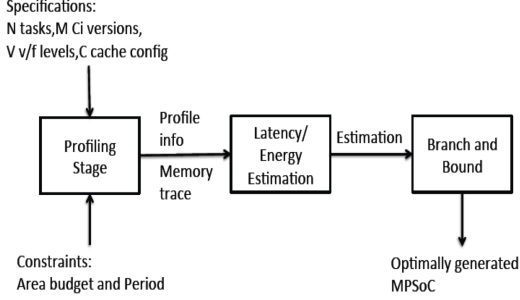 Specifications:
N tasks,M Ci versions,
V v/f levels,C cache config
Profiling
Stage
Profile
info
Memory
trace
Latency/
Energy
Estimation
Estimation
Branch and
Bound
Constraints:
Area budget and Period
Optimally generated
MPSoC